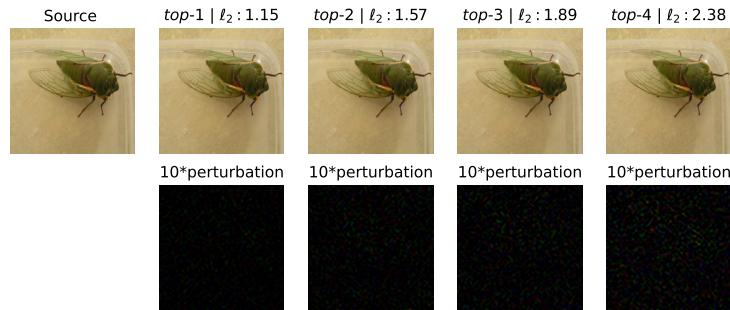 Source
top-1 | ℓ₂ : 1.15
top-2 | ℓ₂ : 1.57
top-3 | ℓ₂ : 1.89
top-4 | ℓ₂ : 2.38
10*perturbation
10*perturbation
10*perturbation
10*perturbation